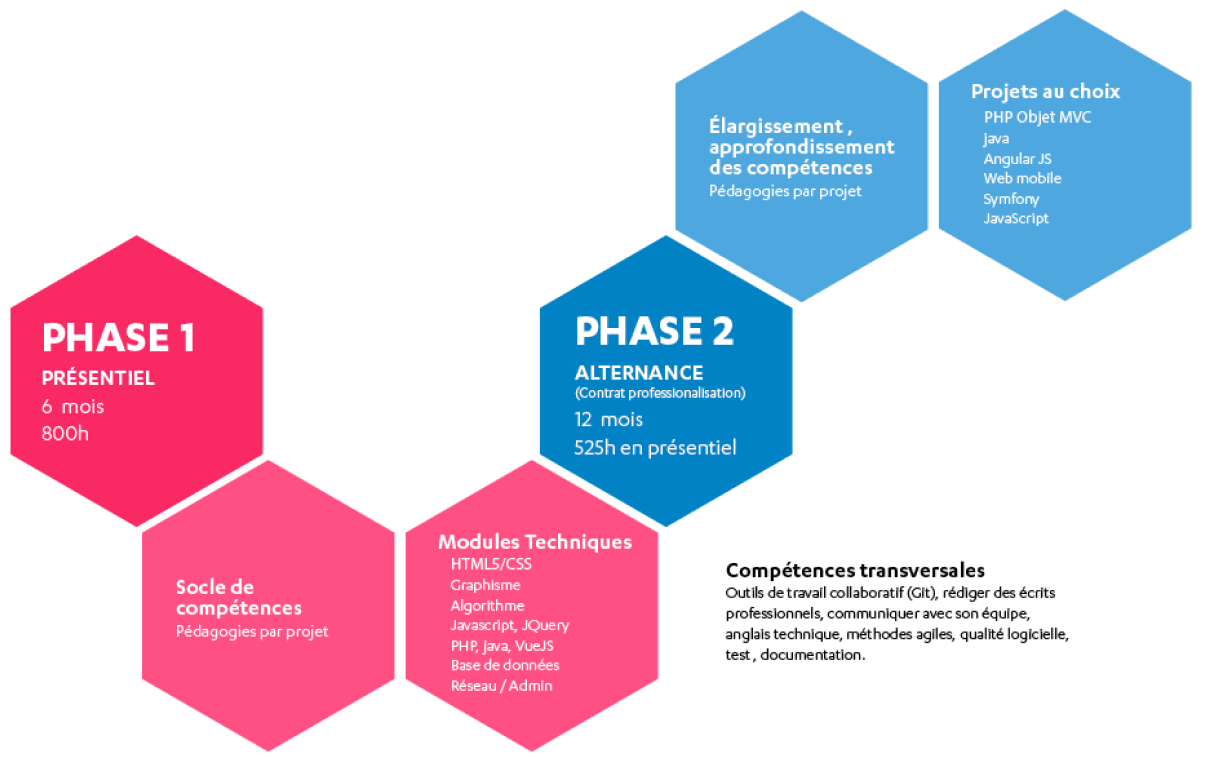 PHASE 1
PRÉSENTIEL
6 mois
800h
Socle de
compétences
Pédagogies par projet
Modules Techniques
HTML5/CSS
Graphisme
Algorithme
Javascript, JQuery
PHP, java, VueJS
Base de données
Réseau / Admin
PHASE 2
ALTERNANCE
(Contrat professionalisation)
12 mois
525h en présentiel
Élargissement ,
approfondissement
des compétences
Pédagogies par projet
Projets au choix
PHP Objet MVC
java
Angular JS
Web mobile
Symfony
JavaScript
Compétences transversales
Outils de travail collaboratif (Git), rédiger des écrits
professionnels, communiquer avec son équipe,
anglais technique, méthodes agiles, qualité logicielle,
test , documentation.